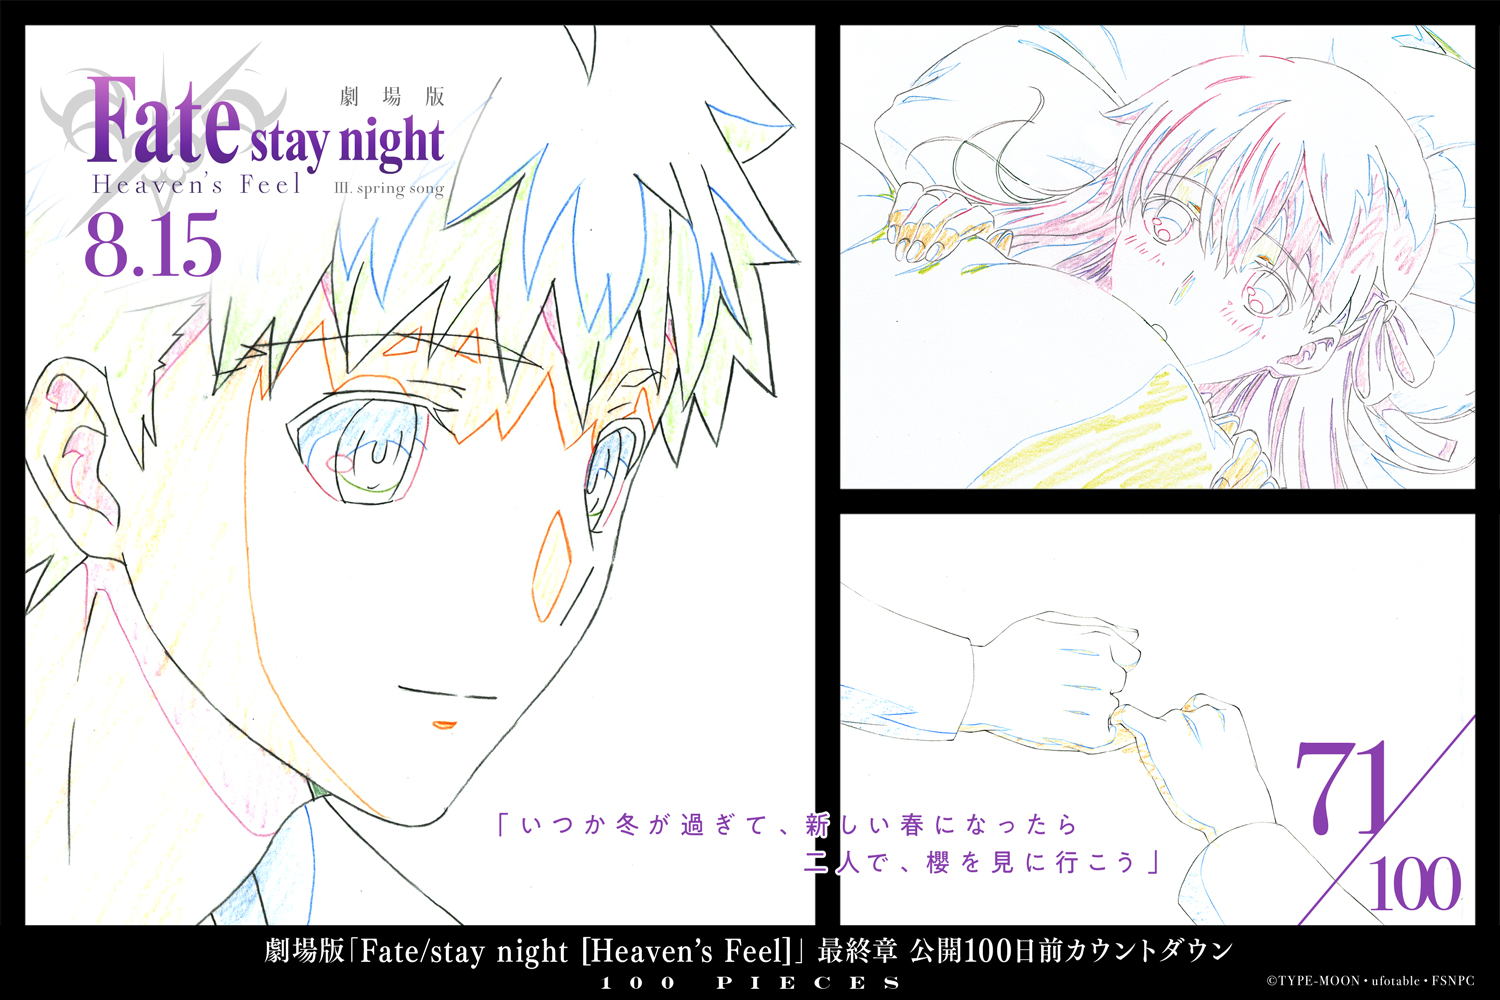 劇場版
Fate stay night
Heaven's Feel
III. spring song
8.15
「いつか冬が過ぎて、新しい春になったら
二人で、櫻を見に行こう」
71/100
劇場版「Fate/stay night [Heaven's Feel]」最終章 公開100日前カウントダウン
100 PIECES
©TYPE-MOON・ufotable・FSNPC